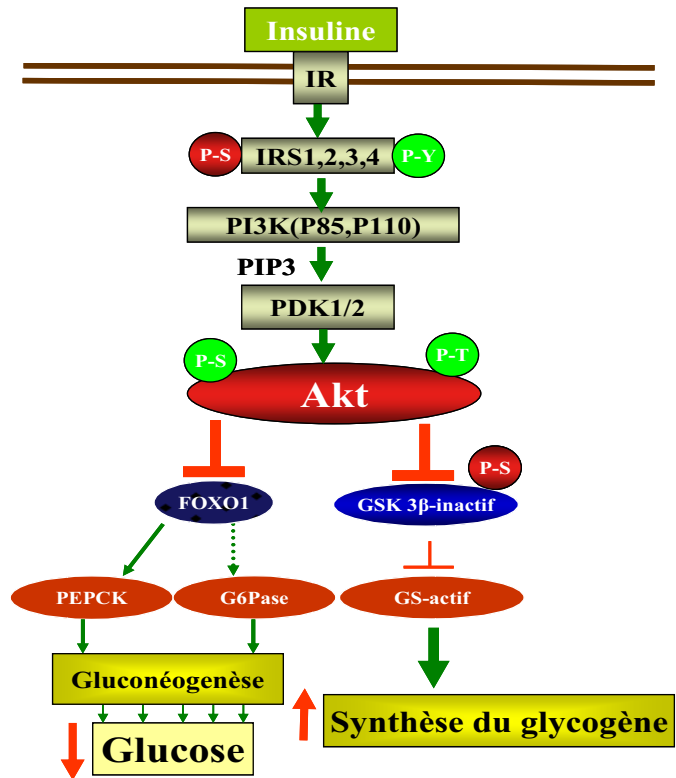 Insuline
IR
P-S IRS1,2,3,4 P-Y
PI3K(P85,P110)
PIP3
PDK1/2
P-S P-T
Akt
P-S
FOXO1 GSK 3β-inactif
PEPCK G6Pase GS-actif
Gluconéogenèse
Synthèse du glycogène
Glucose